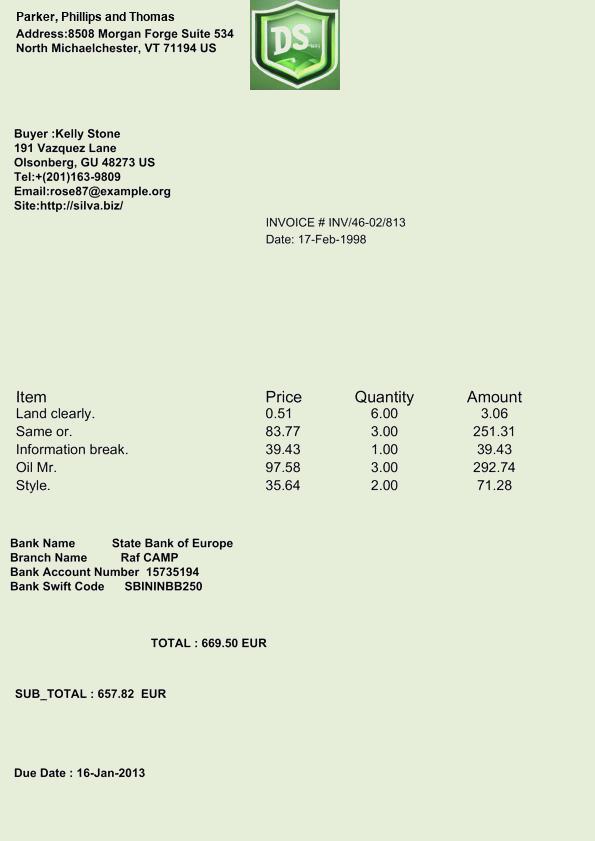 Parker, Phillips and Thomas
Address:8508 Morgan Forge Suite 534
North Michaelchester, VT 71194 US
DS
Buyer :Kelly Stone
191 Vazquez Lane
Olsonberg, GU 48273 US
Tel:+(201)163-9809
Email:rose87@example.org
Site:http://silva.biz/
INVOICE # INV/46-02/813
Date: 17-Feb-1998
Item Price Quantity Amount
Land clearly. 0.51 6.00 3.06
Same or. 83.77 3.00 251.31
Information break. 39.43 1.00 39.43
Oil Mr. 97.58 3.00 292.74
Style. 35.64 2.00 71.28
Bank Name State Bank of Europe
Branch Name Raf CAMP
Bank Account Number 15735194
Bank Swift Code SBININBB250
TOTAL : 669.50 EUR
SUB_TOTAL : 657.82 EUR
Due Date : 16-Jan-2013